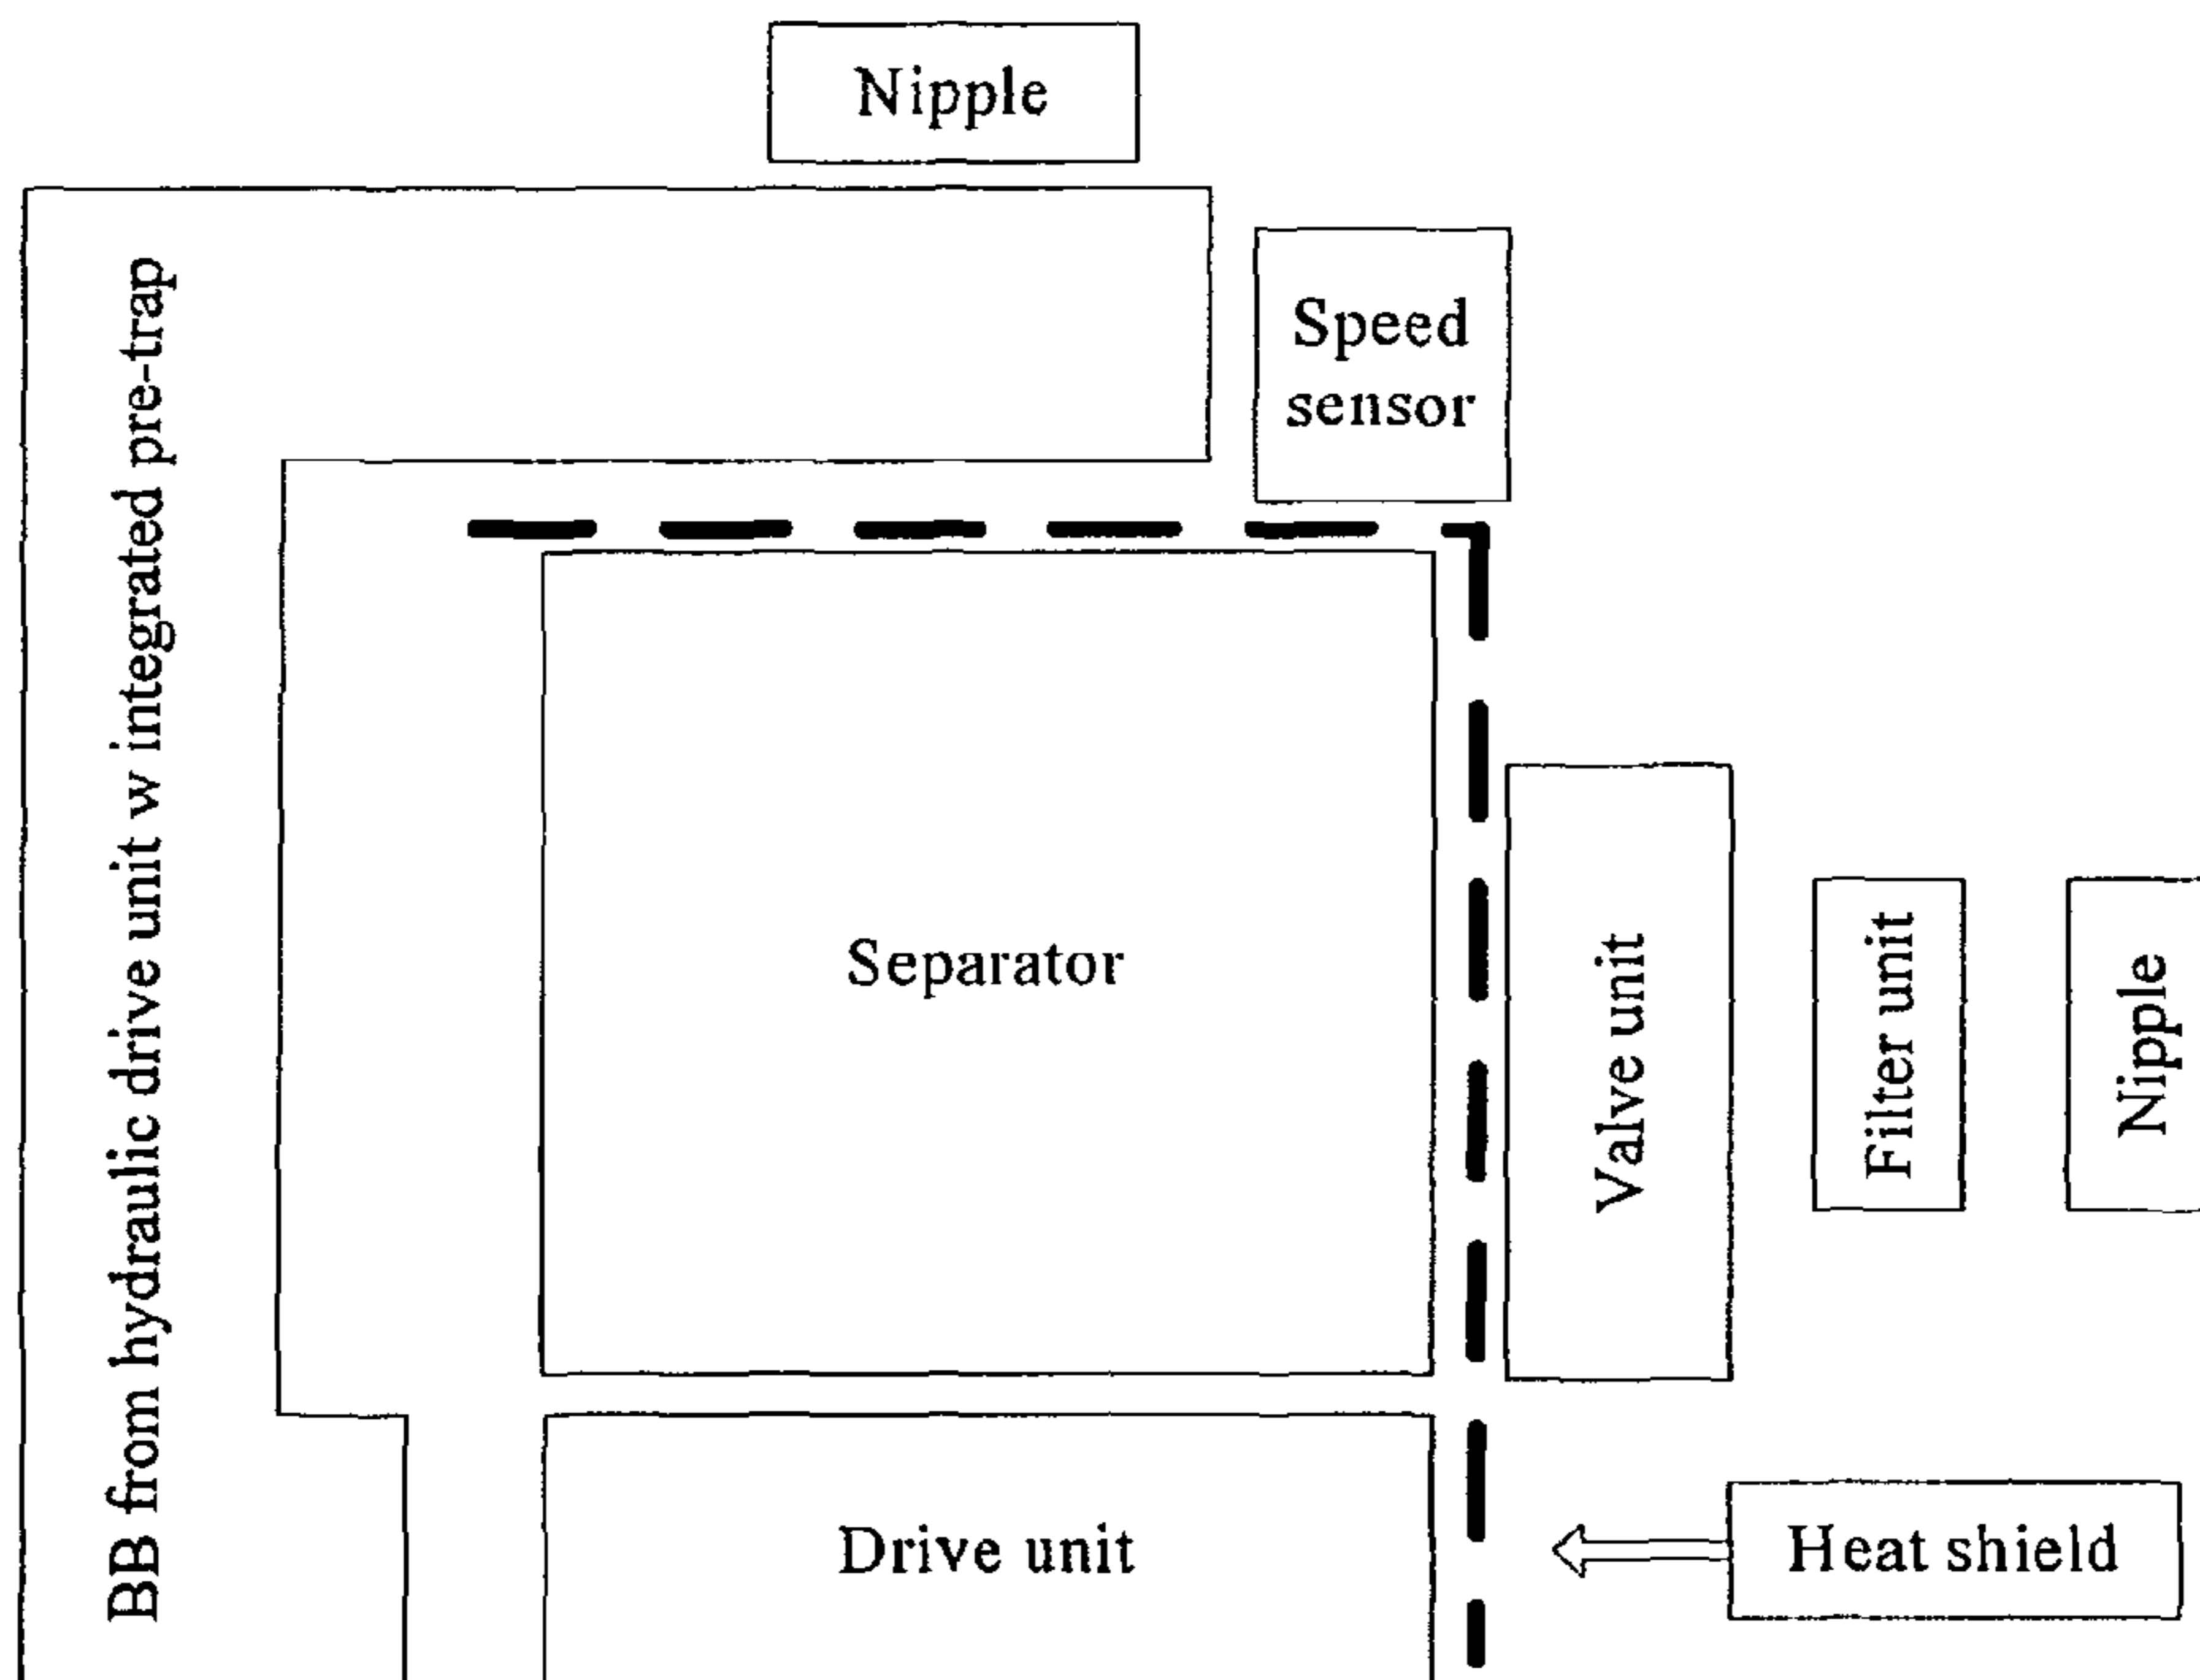 Nipple
Speed
sensor
BB from hydraulic drive unit w integrated pre-trap
Separator
Valve unit
Filter unit
Nipple
Drive unit
Heat shield